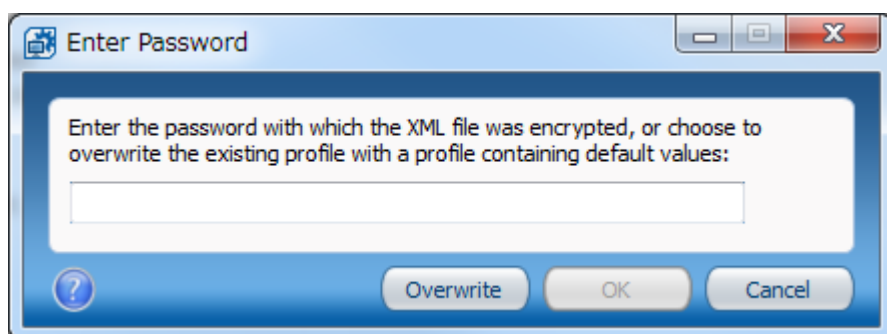 Enter Password
Enter the password with which the XML file was encrypted, or choose to
overwrite the existing profile with a profile containing default values:
? Overwrite OK Cancel